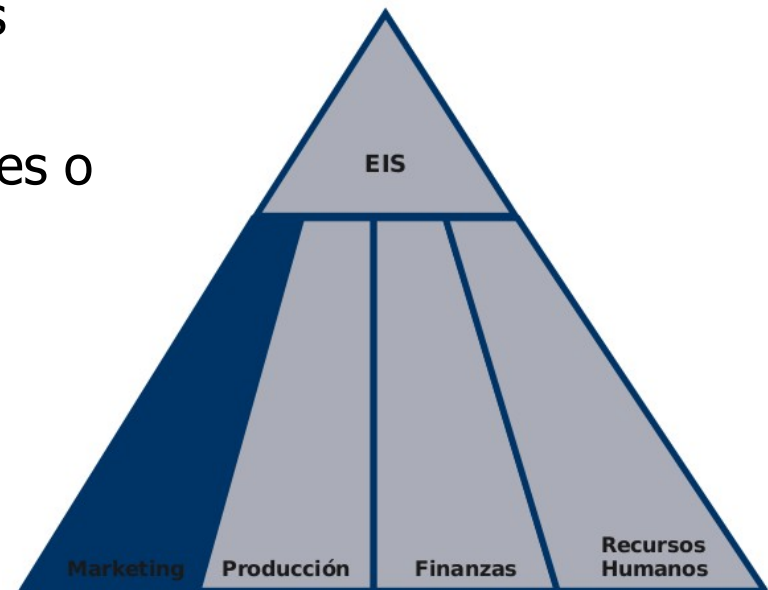 s
es o
EIS
Marketing
Producción
Finanzas
Recursos
Humanos